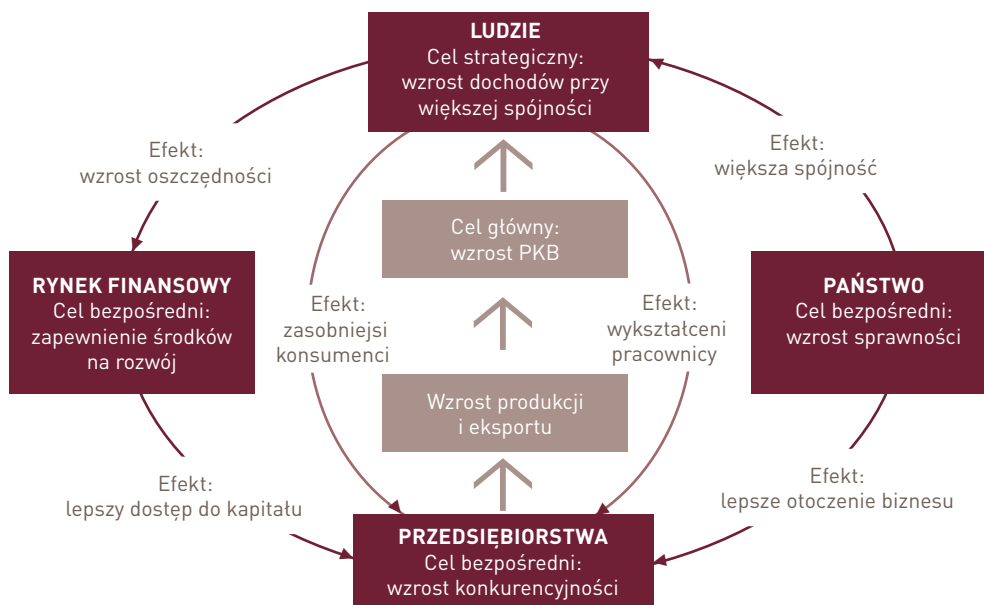 LUDZIE
Cel strategiczny:
wzrost dochodów przy
większej spójności
Efekt:
wzrost oszczędności
Efekt:
większa spójność
Cel główny:
wzrost PKB
RYNEK FINANSOWY
Cel bezpośredni:
zapewnienie środków
na rozwój
Efekt:
zasobniejsi
konsumenci
Efekt:
wykształceni
pracownicy
PAŃSTWO
Cel bezpośredni:
wzrost sprawności
Wzrost produkcji
i eksportu
Efekt:
lepszy dostęp do kapitału
Efekt:
lepsze otoczenie biznesu
PRZEDSIĘBIORSTWA
Cel bezpośredni:
wzrost konkurencyjności